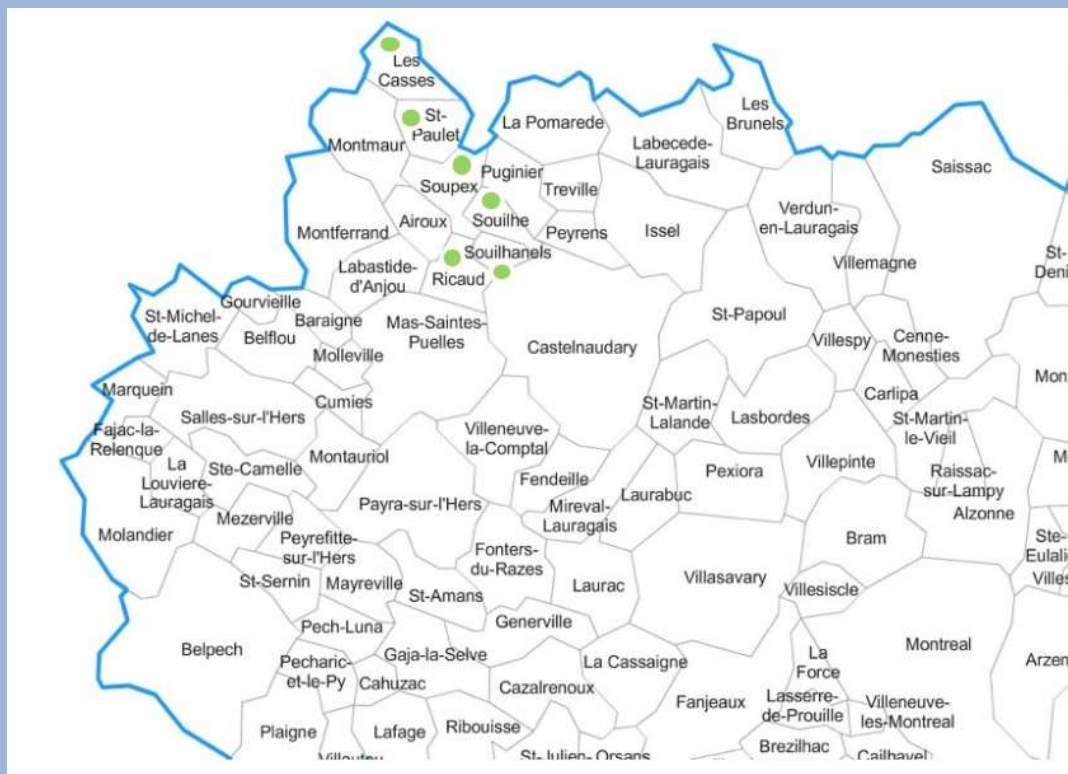 Les
Casses
St-
Paulet
Montmaur
La Pomarede
Les
Brunels
Labecede-
Lauragais
Saissac
Soupex
Puginier
Treville
Airoux
Souilhe
Peyrens
Issel
Verdun-
en-Lauragais
Montferrand
Souilhanels
Villemagne
St-
Labastide-
d'Anjou
Ricaud
St-Michel-
de-Lanes
Gourvieille
Belflou
Baraigne
Mas-Saintes-
Puelles
St-Papoul
Molleville
Castelnaudary
Villespy
Cenne-
Monesties
Marquein
Cumies
Carlipa
Salles-sur-l'Hers
St-Martin-
Lalande
Lasbordes
St-Martin-
le-Vieil
Fajac-la-
Relenque
Villeneuve-
la-Comptal
La
Louviere-
Lauragais
Ste-Camelle
Montauriol
Pexiora
Villepinte
Raissac-
sur-Lampy
Fendeille
Laurabuc
Payra-sur-l'Hers
Mireval-
Lauragais
Alzonne
Mezerville
Molandier
Peyrefitte-
sur-l'Hers
Bram
Fonters-
du-Razes
St-Sernin
Mayreville
Laurac
Villasavary
Villesiscle
St-Amans
Generville
Pech-Luna
Belpech
Gaja-la-Selve
La Cassaigne
Montreal
Pecharic-
et-le-Py
Cahuzac
Cazalrenoux
La
Force
Fanjeaux
Lasserre-
de-Prouille
Villeneuve-
les-Montreal
Plaigne
Lafage
Ribouisse
St-Julien-
Orsans
Brezilhac
Cailhavel